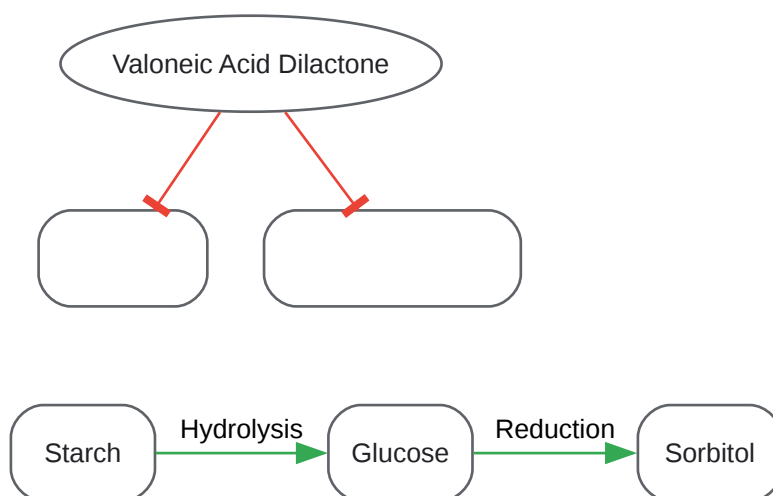 Valoneic Acid Dilactone
Hydrolysis
Reduction
Starch
Glucose
Sorbitol